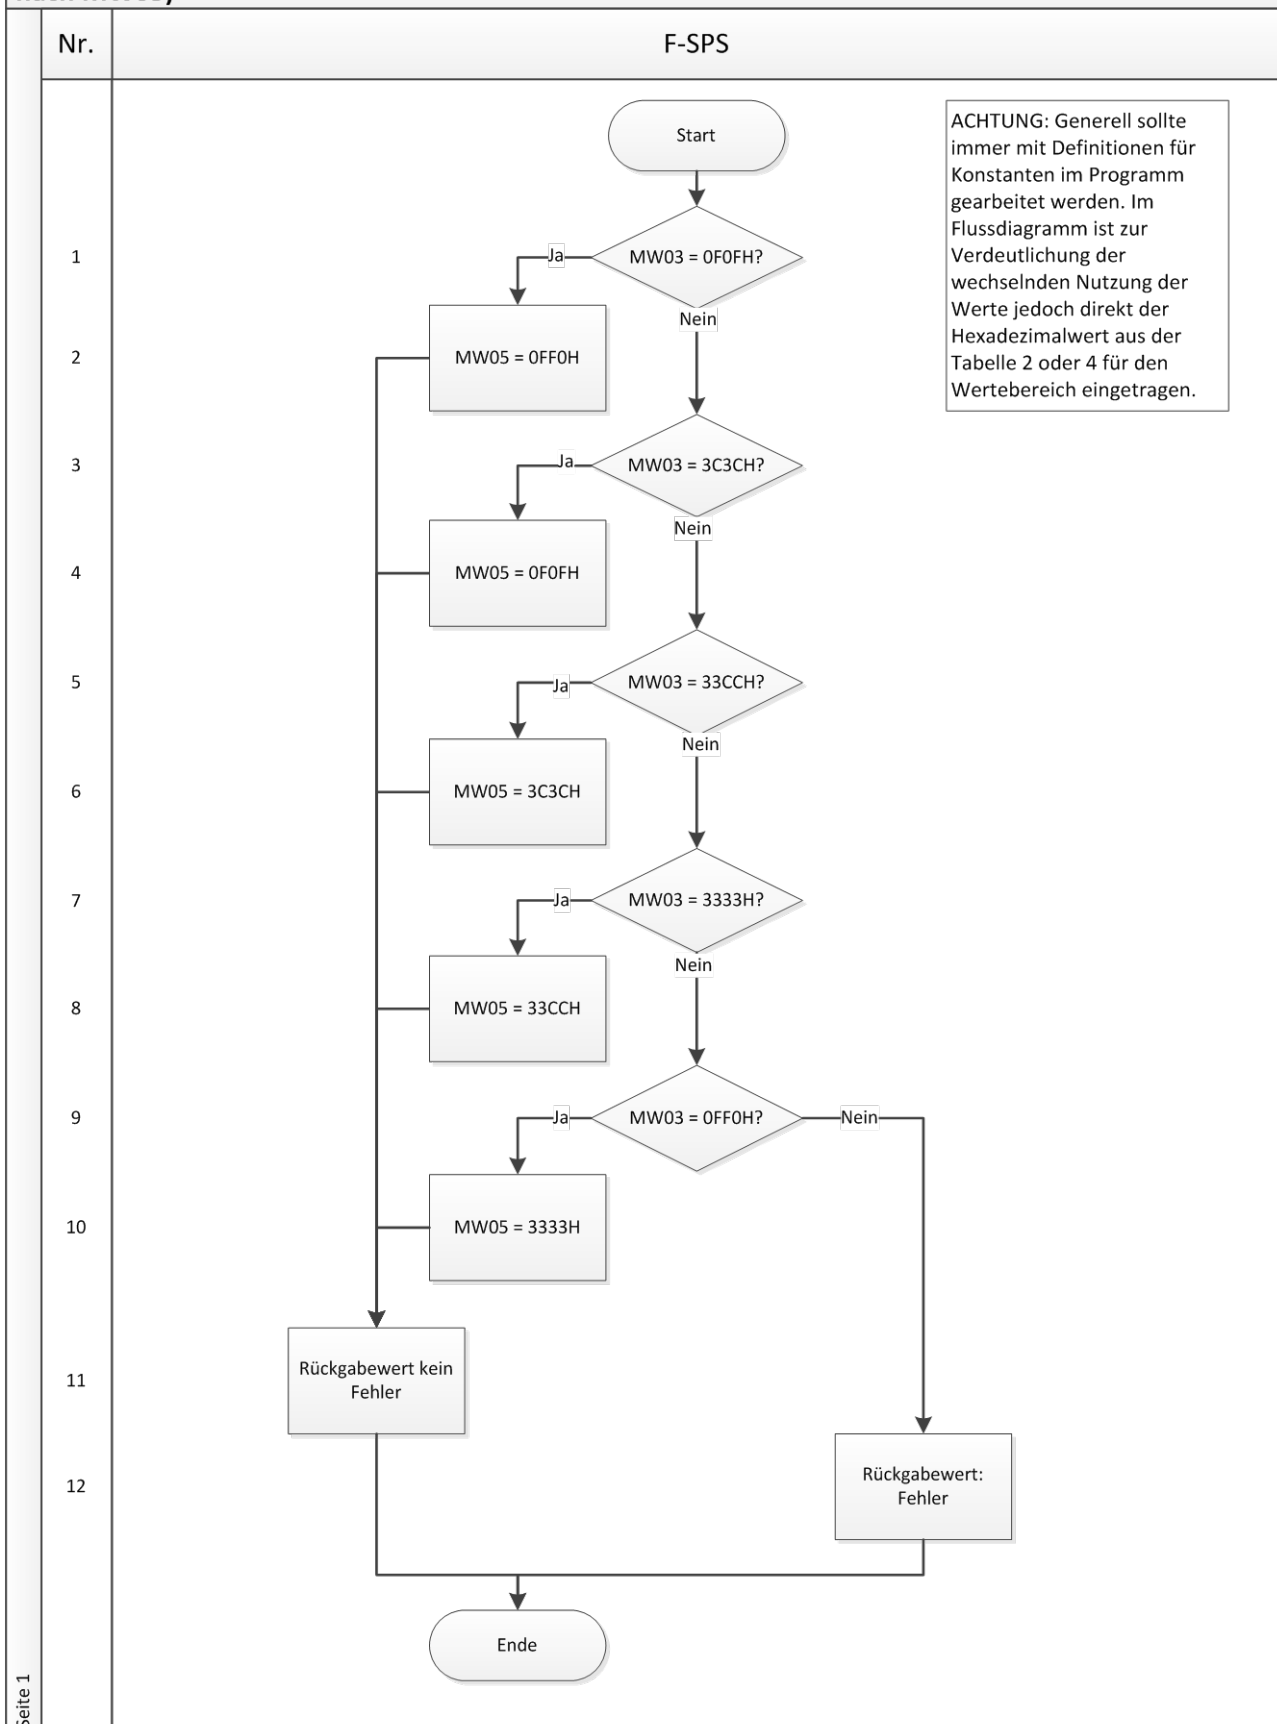 Nr.
F-SPS
Start
ACHTUNG: Generell sollte
immer mit Definitionen für
Konstanten im Programm
gearbeitet werden. Im
Flussdiagramm ist zur
Verdeutlichung der
wechselnden Nutzung der
Werte jedoch direkt der
Hexadezimalwert aus der
Tabelle 2 oder 4 für den
Wertebereich eingetragen.
1
Ja
MW03 = 0F0FH?
Nein
2
MW05 = 0FF0H
3
Ja
MW03 = 3C3CH?
Nein
4
MW05 = 0F0FH
5
Ja
MW03 = 33CCH?
Nein
6
MW05 = 3C3CH
7
Ja
MW03 = 3333H?
Nein
8
MW05 = 33CCH
9
Ja
MW03 = 0FF0H?
Nein
10
MW05 = 3333H
11
Rückgabewert kein
Fehler
12
Rückgabewert:
Fehler
Ende
Seite 1